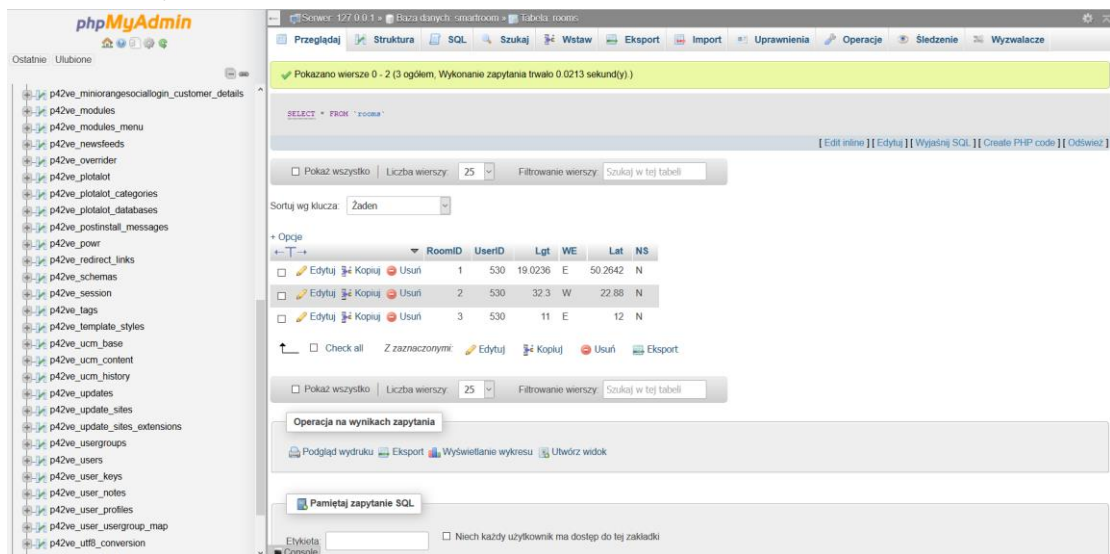 phpMyAdmin
Ostatnie Ulubione
p42ve_miniorangesociallogin_customer_details
p42ve_modules
p42ve_modules_menu
p42ve_newsfeeds
p42ve_overrider
p42ve_plotalot
p42ve_plotalot_categories
p42ve_plotalot_databases
p42ve_postinstall_messages
p42ve_powr
p42ve_redirect_links
p42ve_schemas
p42ve_session
p42ve_tags
p42ve_template_styles
p42ve_ucm_base
p42ve_ucm_content
p42ve_ucm_history
p42ve_updates
p42ve_update_sites
p42ve_update_sites_extensions
p42ve_usergroups
p42ve_users
p42ve_user_keys
p42ve_user_notes
p42ve_user_profiles
p42ve_user_usergroup_map
p42ve_utf8_conversion
Serwer: 127.0.0.1 » Baza danych: smartroom » Tabela: rooms
Przeglądaj Struktura SQL Szukaj Wstaw Eksport Import Uprawnienia Operacje Śledzenie Wyzwalacze
Pokazano wiersze 0 - 2 (3 ogółem, Wykonanie zapytania trwało 0.0213 sekund(y).)
SELECT * FROM `rooms`
[ Edit inline ] [ Edytuj ] [ Wyjaśnij SQL ] [ Create PHP code ] [ Odśwież ]
Pokaż wszystko | Liczba wierszy: 25 Filtrowanie wierszy: Szukaj w tej tabeli
Sortuj wg klucza: Żaden
+ Opcje
←T→ RoomID UserID Lgt WE Lat NS
Edytuj Kopiuj Usuń 1 530 19.0236 E 50.2642 N
Edytuj Kopiuj Usuń 2 530 32.3 W 22.88 N
Edytuj Kopiuj Usuń 3 530 11 E 12 N
Check all Z zaznaczonymi: Edytuj Kopiuj Usuń Eksport
Pokaż wszystko | Liczba wierszy: 25 Filtrowanie wierszy: Szukaj w tej tabeli
Operacja na wynikach zapytania
Podgląd wydruku Eksport Wyświetlanie wykresu Utwórz widok
Pamiętaj zapytanie SQL
Etykieta: Niech każdy użytkownik ma dostęp do tej zakładki
Console